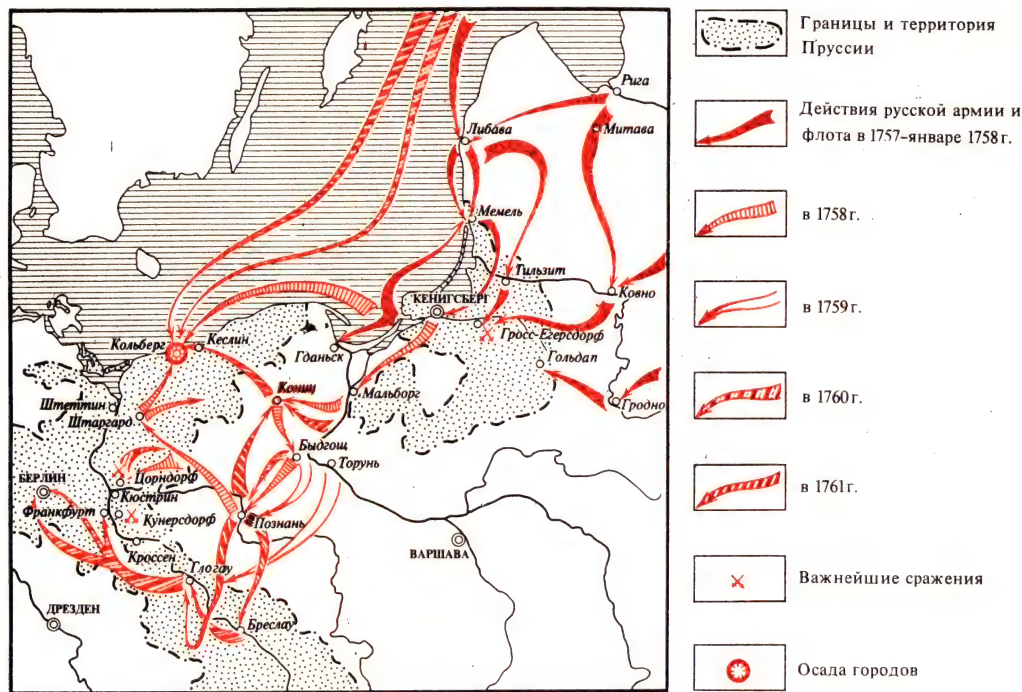 Рига
Либава
Митава
Мемель
Тильзит
Ковно
КЕНИГСБЕРГ
Гросс-Егерсдорф
Кольберг
Кеслин
Гданьск
Гольдап
Штеттин
Штаргард
Кониц
Мальборг
Гродно
Быдгощ
Торунь
БЕРЛИН
Цорндорф
Кюстрин
Франкфурт
Кунерсдорф
Познань
Кроссен
Глогау
ВАРШАВА
ДРЕЗДЕН
Бреслау
Границы и территория
Пруссии
Действия русской армии и
флота в 1757-январе 1758 г.
в 1758 г.
в 1759 г.
в 1760 г.
в 1761 г.
Важнейшие сражения
Осада городов